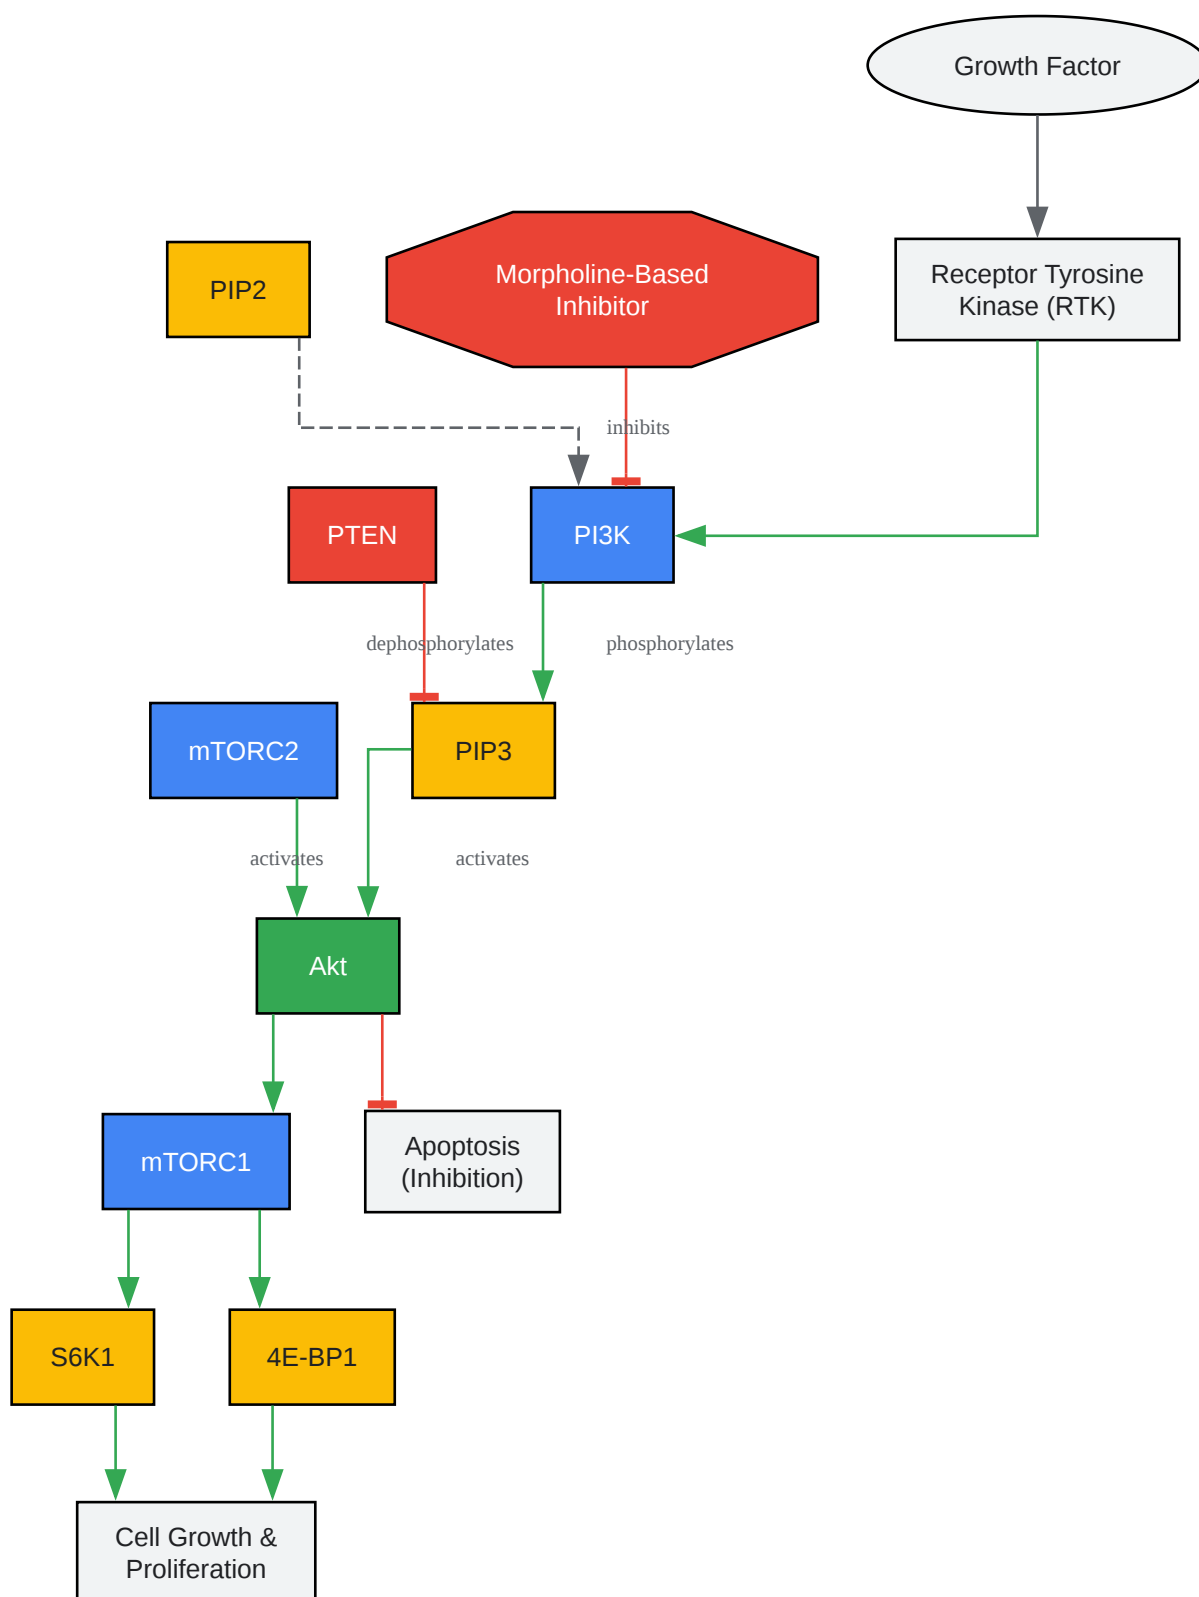 Growth Factor
PIP2
Morpholine-Based
Inhibitor
Receptor Tyrosine
Kinase (RTK)
inhibits
PTEN
PI3K
dephosphorylates
phosphorylates
mTORC2
PIP3
activates
activates
Akt
mTORC1
Apoptosis
(Inhibition)
S6K1
4E-BP1
Cell Growth &
Proliferation